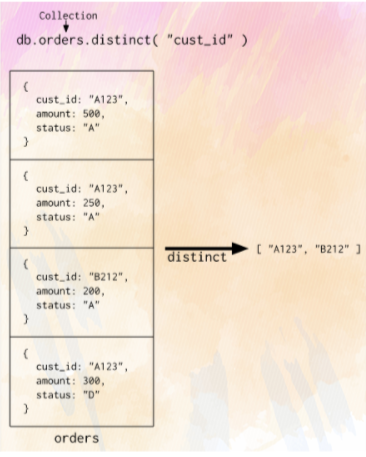 Collection
db.orders.distinct( "cust_id" )
{
cust_id: "A123",
amount: 500,
status: "A"
}
{
cust_id: "A123",
amount: 250,
status: "A"
}
{
cust_id: "B212",
amount: 200,
status: "A"
}
{
cust_id: "A123",
amount: 300,
status: "D"
}
orders
distinct
[ "A123", "B212" ]